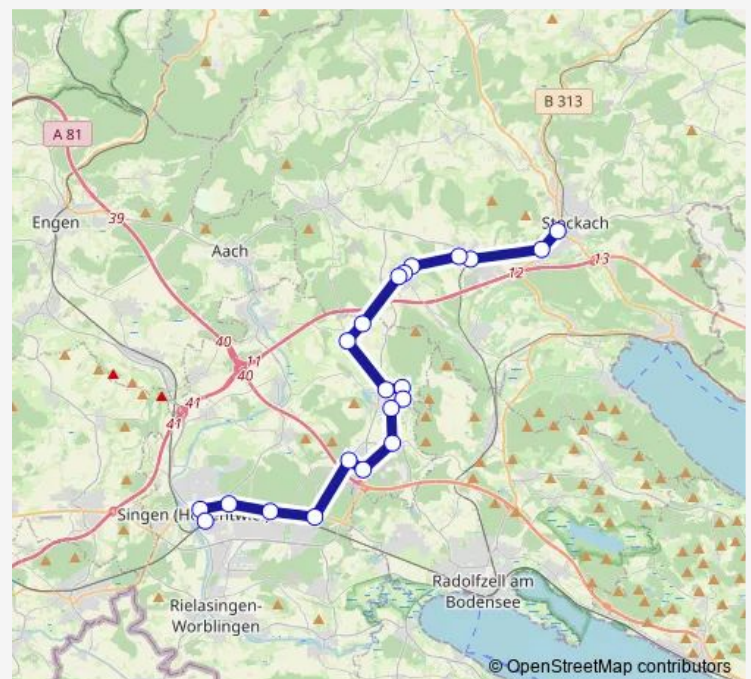 B 313
A 81
Engen
39
Stockach
Aach
13
12
40
11
40
41
41
Singen (Hohentwiel)
Radolfzell am
Bodensee
Rielasingen-
Worblingen
© OpenStreetMap contributors